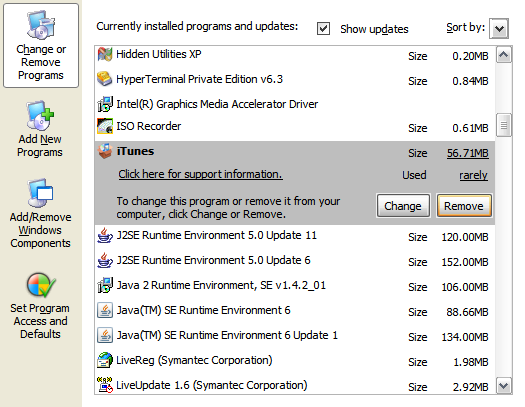 Change or
Remove
Programs
Add New
Programs
Add/Remove
Windows
Components
Set Program
Access and
Defaults
Currently installed programs and updates:
Show updates
Sort by:
Hidden Utilities XP Size 0.20MB
HyperTerminal Private Edition v6.3 Size 0.84MB
Intel(R) Graphics Media Accelerator Driver
ISO Recorder Size 0.61MB
iTunes Size 56.71MB
Click here for support information. Used rarely
To change this program or remove it from your
computer, click Change or Remove.
Change Remove
J2SE Runtime Environment 5.0 Update 11 Size 120.00MB
J2SE Runtime Environment 5.0 Update 6 Size 152.00MB
Java 2 Runtime Environment, SE v1.4.2_01 Size 106.00MB
Java(TM) SE Runtime Environment 6 Size 88.66MB
Java(TM) SE Runtime Environment 6 Update 1 Size 134.00MB
LiveReg (Symantec Corporation) Size 1.98MB
LiveUpdate 1.6 (Symantec Corporation) Size 2.92MB